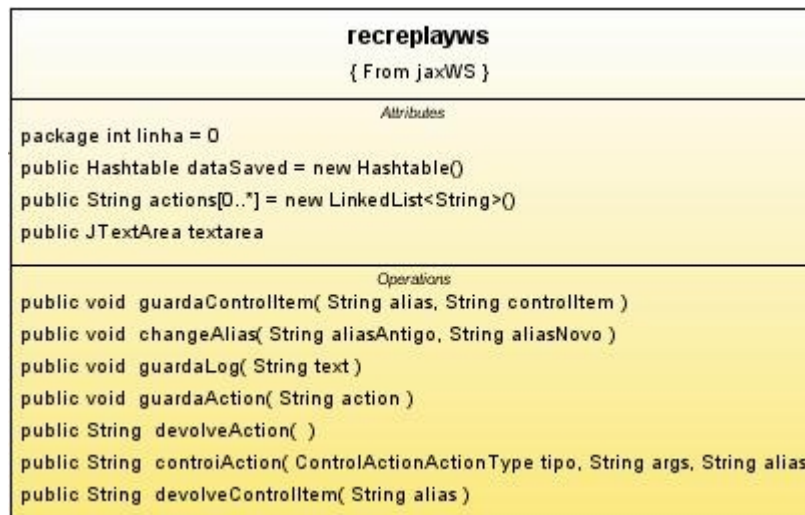 recreplayws
{ From jaxWS }
Attributes
package int linha = 0
public Hashtable dataSaved = new Hashtable()
public String actions[0..*] = new LinkedList<String>()
public JTextArea textarea
Operations
public void guardaControlItem( String alias, String controlItem )
public void changeAlias( String aliasAntigo, String aliasNovo )
public void guardaLog( String text )
public void guardaAction( String action )
public String devolveAction( )
public String controiAction( ControlActionActionType tipo, String args, String alias
public String devolveControlItem( String alias )